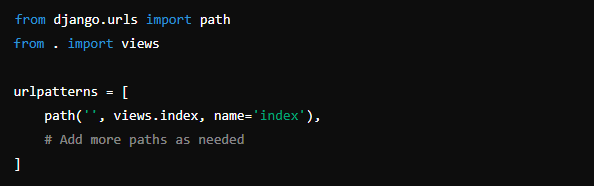 from django.urls import path
from . import views
urlpatterns = [
    path('', views.index, name='index'),
    # Add more paths as needed
]